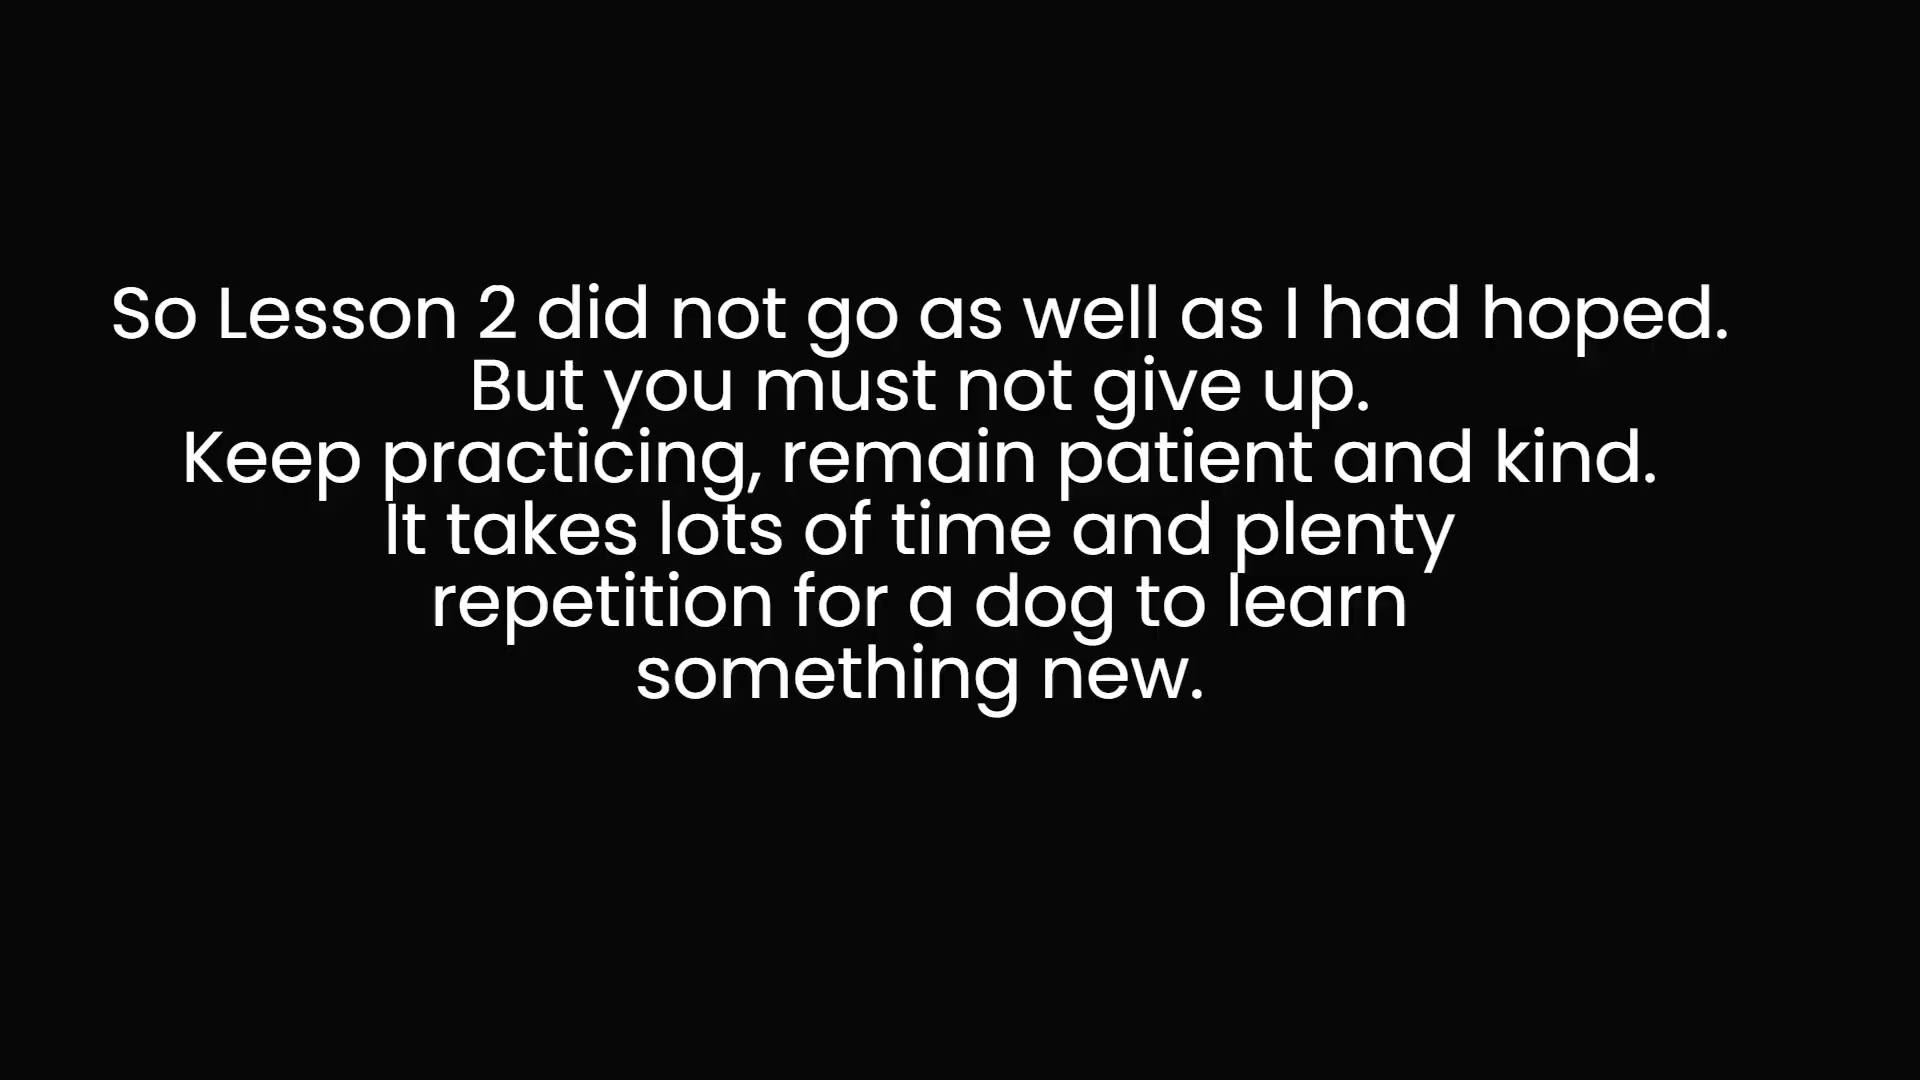 So Lesson 2 did not go as well as I had hoped.
But you must not give up.
Keep practicing, remain patient and kind.
It takes lots of time and plenty
repetition for a dog to learn
something new.